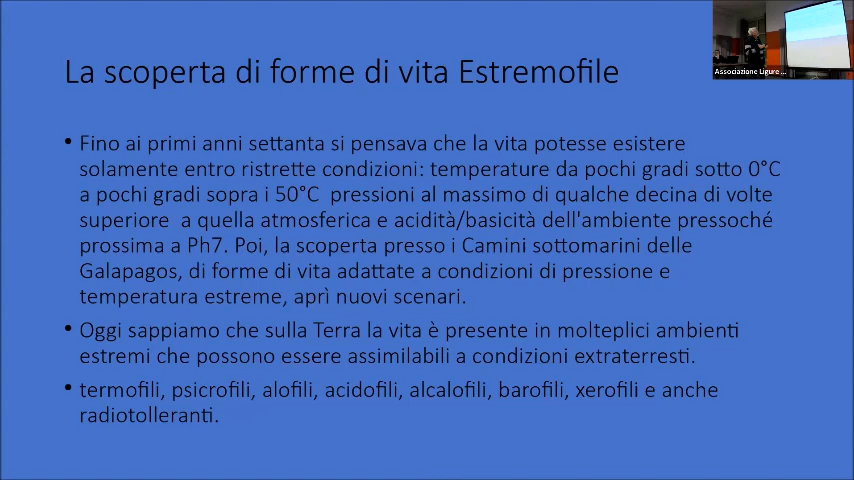 La scoperta di forme di vita Estremofile
Associazione Ligure ...
• Fino ai primi anni settanta si pensava che la vita potesse esistere
solamente entro ristrette condizioni: temperature da pochi gradi sotto 0°C
a pochi gradi sopra i 50°C pressioni al massimo di qualche decina di volte
superiore a quella atmosferica e acidità/basicità dell'ambiente pressoché
prossima a Ph7. Poi, la scoperta presso i Camini sottomarini delle
Galapagos, di forme di vita adattate a condizioni di pressione e
temperatura estreme, aprì nuovi scenari.
• Oggi sappiamo che sulla Terra la vita è presente in molteplici ambienti
estremi che possono essere assimilabili a condizioni extraterresti.
• termofili, psicrofili, alofili, acidofili, alcalofili, barofili, xerofili e anche
radiotolleranti.